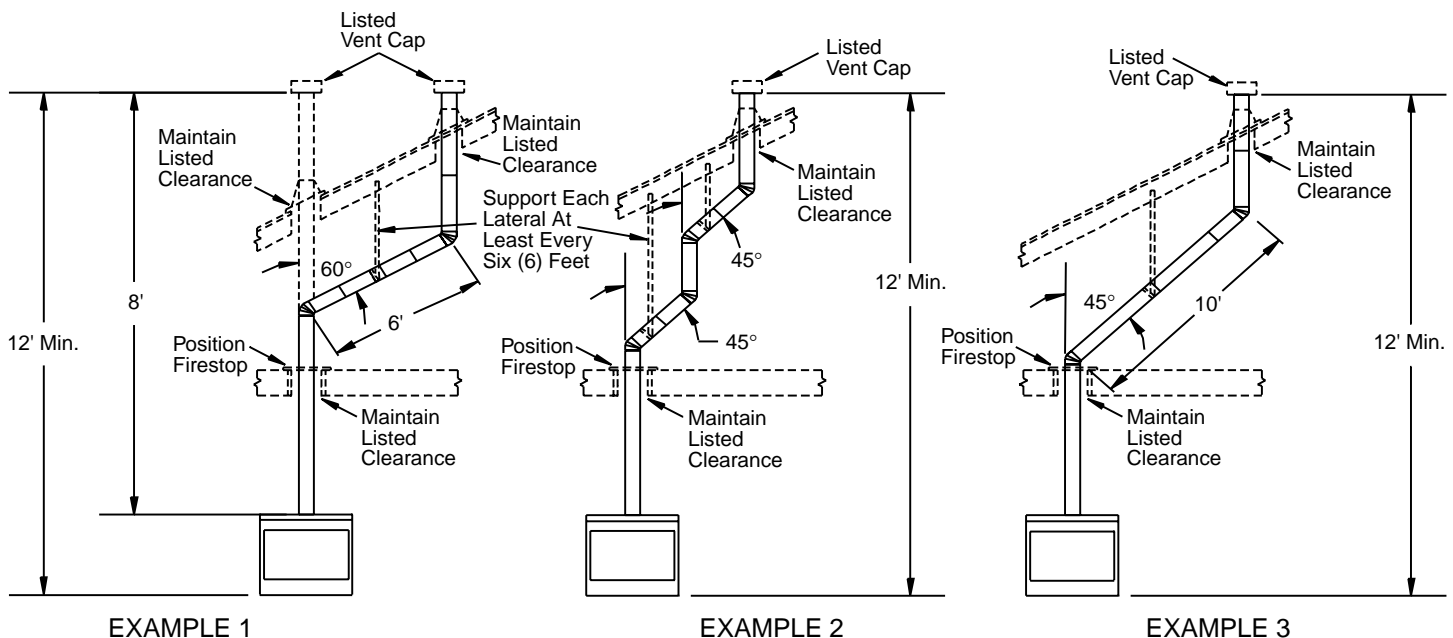 Listed
Vent Cap
Maintain
Listed
Clearance
Maintain
Listed
Clearance
Support Each
Lateral At
Least Every
Six (6) Feet
60°
8'
6'
12' Min.
Position
Firestop
Maintain
Listed
Clearance
EXAMPLE 1
Listed
Vent Cap
Maintain
Listed
Clearance
45°
45°
12' Min.
Position
Firestop
Maintain
Listed
Clearance
EXAMPLE 2
Listed
Vent Cap
Maintain
Listed
Clearance
45°
10'
12' Min.
Position
Firestop
Maintain
Listed
Clearance
EXAMPLE 3